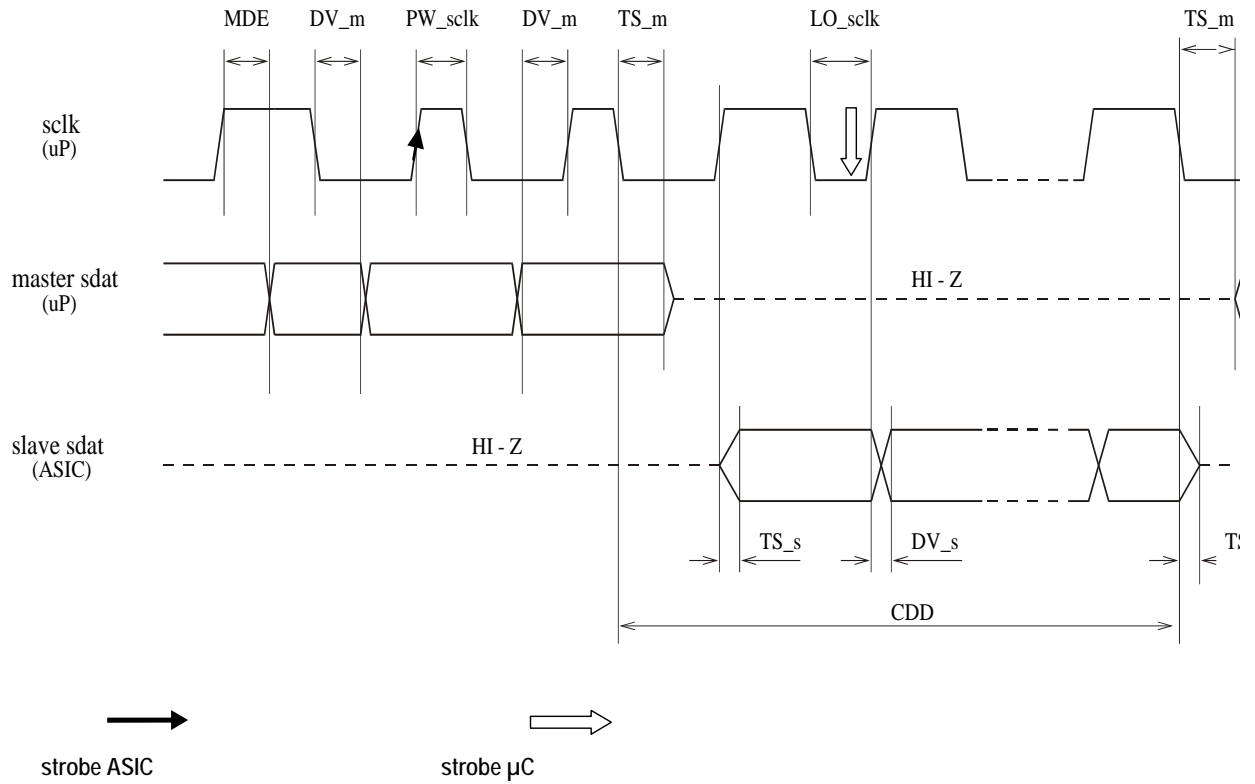 MDE DV_m PW_sclk DV_m TS_m LO_sclk TS_m
sclk
(uP)
master sdat
(uP)
HI - Z
slave sdat
(ASIC)
HI - Z
TS_s DV_s
CDD
strobe ASIC strobe µC